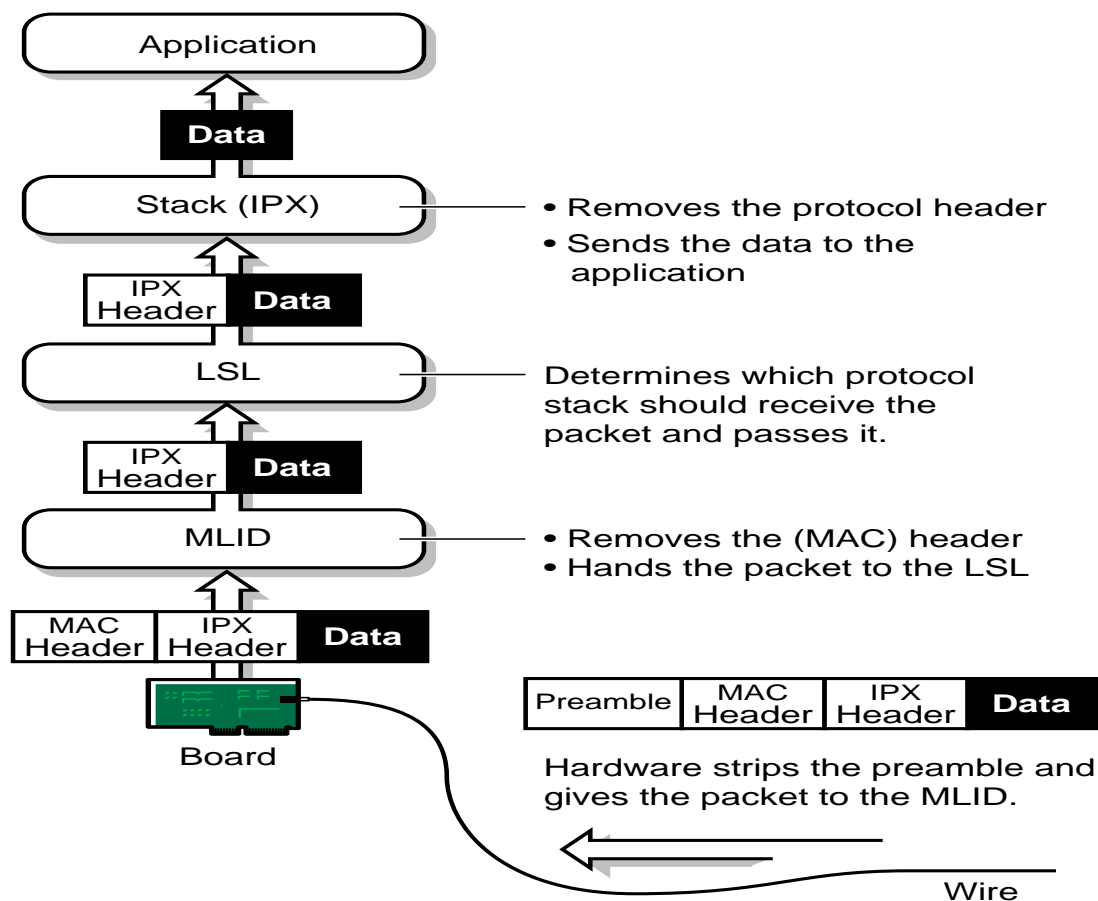 Application
Data
Stack (IPX)
• Removes the protocol header
• Sends the data to the
application
IPX
Header
Data
LSL
Determines which protocol
stack should receive the
packet and passes it.
IPX
Header
Data
MLID
• Removes the (MAC) header
• Hands the packet to the LSL
MAC
Header
IPX
Header
Data
Board
Preamble
MAC
Header
IPX
Header
Data
Hardware strips the preamble and
gives the packet to the MLID.
Wire